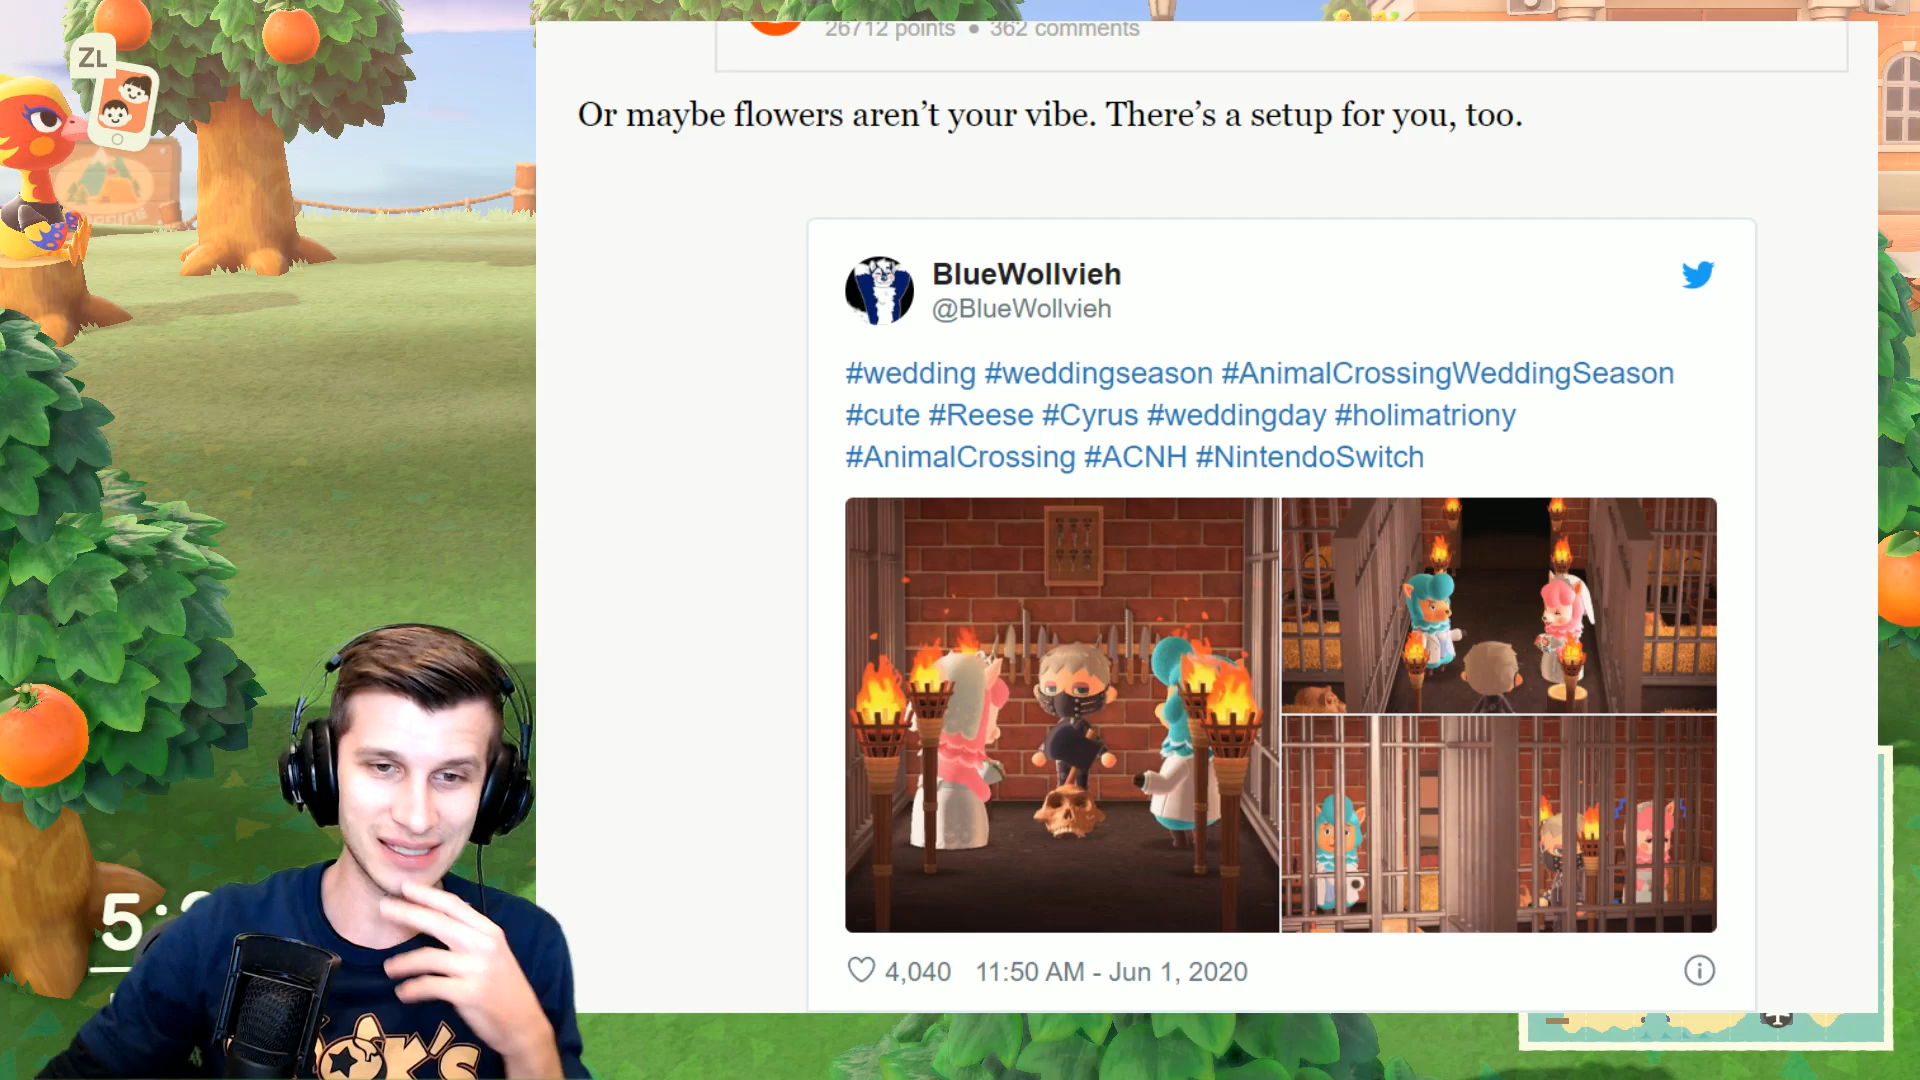 26712 points • 362 comments
ZL
Or maybe flowers aren’t your vibe. There’s a setup for you, too.
BlueWollvieh
@BlueWollvieh
#wedding #weddingseason #AnimalCrossingWeddingSeason
#cute #Reese #Cyrus #weddingday #holimatriony
#AnimalCrossing #ACNH #NintendoSwitch
4,040 11:50 AM - Jun 1, 2020